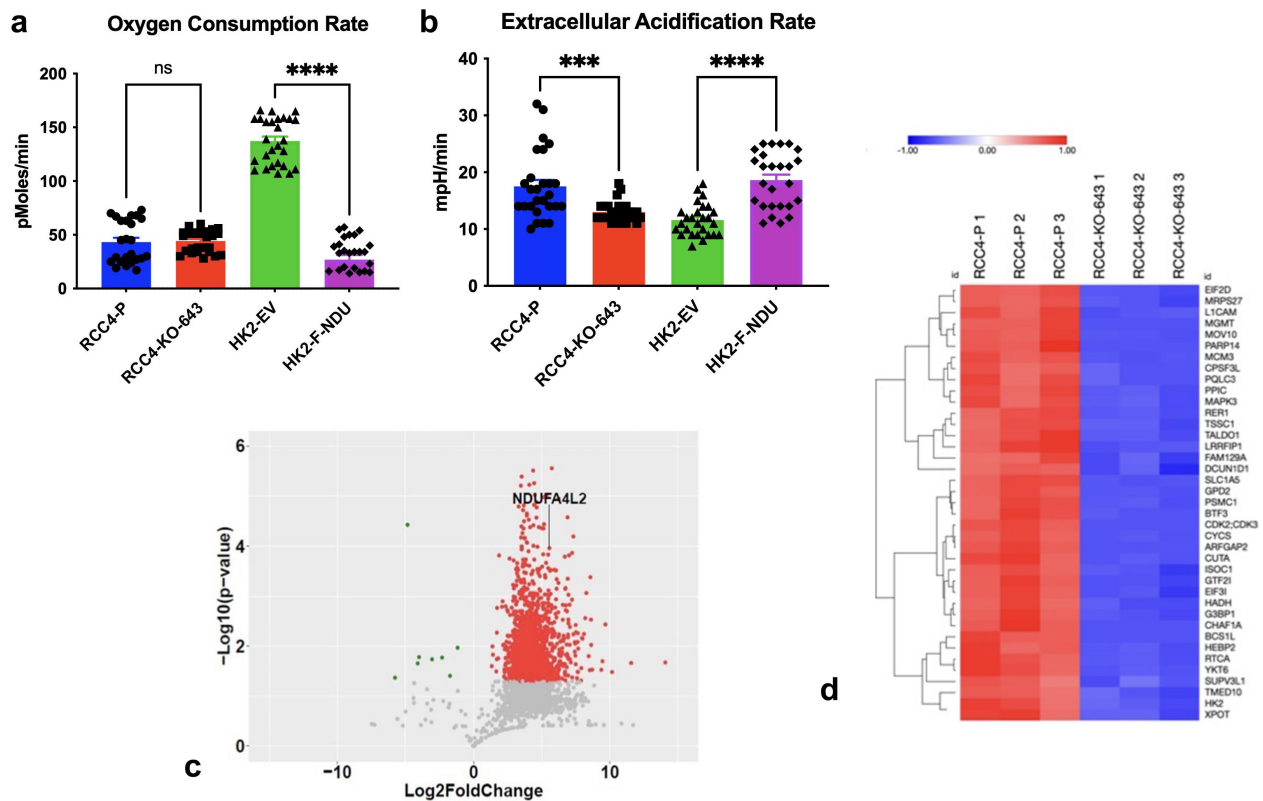 a
Oxygen Consumption Rate
pMoles/min
200
150
100
50
0
ns
****
RCC4-P
RCC4-KO-643
HK2-EV
HK2-F-NDU
b
Extracellular Acidification Rate
mpH/min
40
30
20
10
0
***
****
RCC4-P
RCC4-KO-643
HK2-EV
HK2-F-NDU
c
−Log10(p−value)
6
4
2
0
NDUFA4L2
−10
0
10
Log2FoldChange
d
-1.00
0.00
1.00
id
RCC4-P 1
RCC4-P 2
RCC4-P 3
RCC4-KO-643 1
RCC4-KO-643 2
RCC4-KO-643 3
id
EIF2D
MRPS27
L1CAM
MGMT
MOV10
PARP14
MCM3
CPSF3L
PQLC3
PPIC
MAPK3
RER1
TSSC1
TALDO1
LRRFIP1
FAM129A
DCUN1D1
SLC1A5
GPD2
PSMC1
BTF3
CDK2;CDK3
CYCS
ARFGAP2
CUTA
ISOC1
GTF2I
EIF3I
HADH
G3BP1
CHAF1A
BCS1L
HEBP2
RTCA
YKT6
SUPV3L1
TMED10
HK2
XPOT